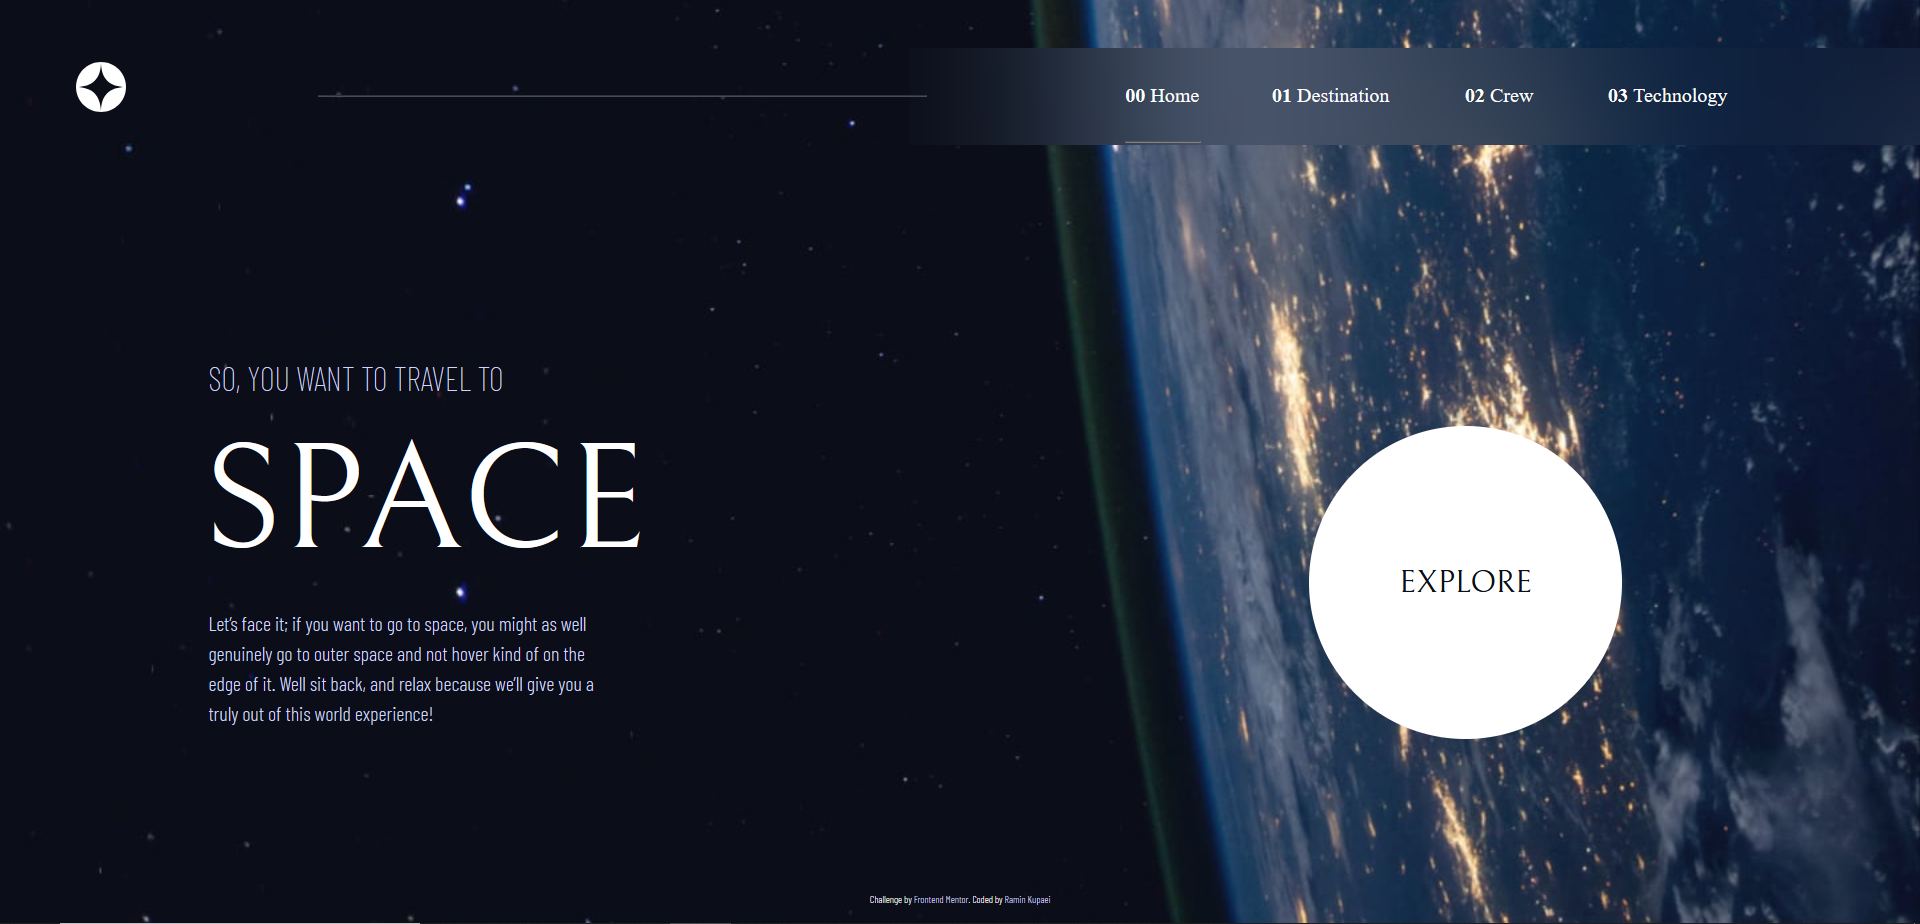 00 Home 01 Destination 02 Crew 03 Technology
SO, YOU WANT TO TRAVEL TO
SPACE
EXPLORE
Let's face it; if you want to go to space, you might as well
genuinely go to outer space and not hover kind of on the
edge of it. Well sit back, and relax because we'll give you a
truly out of this world experience!
Challenge by Frontend Mentor. Coded by Ramin Kupaei